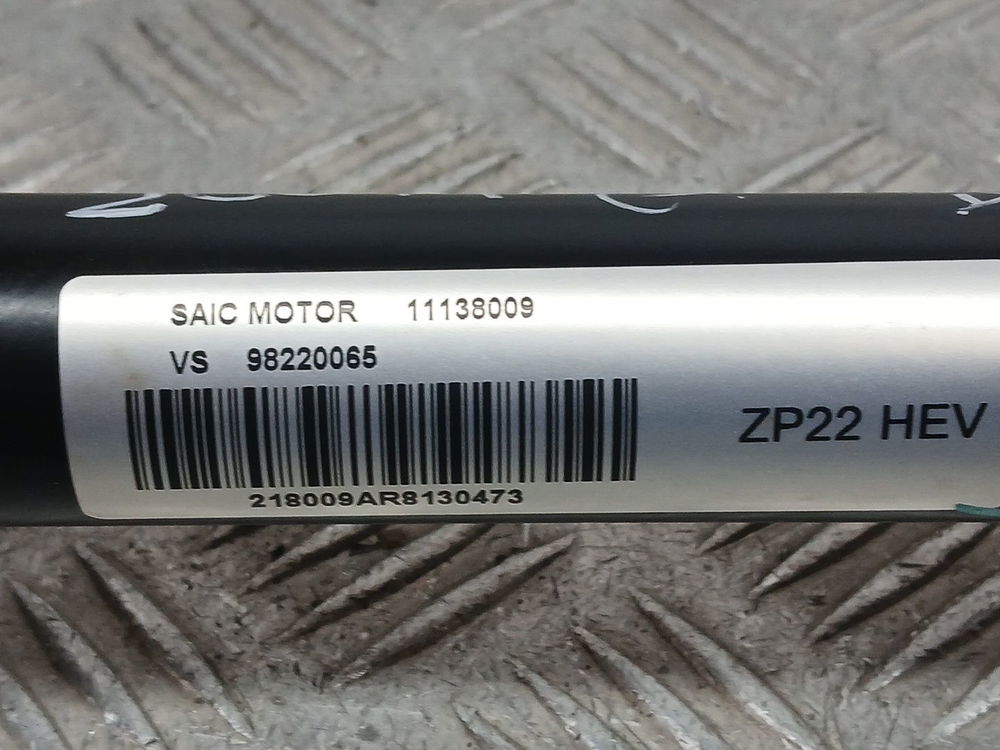 SAIC MOTOR 11138009
VS 98220065
218009AR8130473
ZP22 HEV